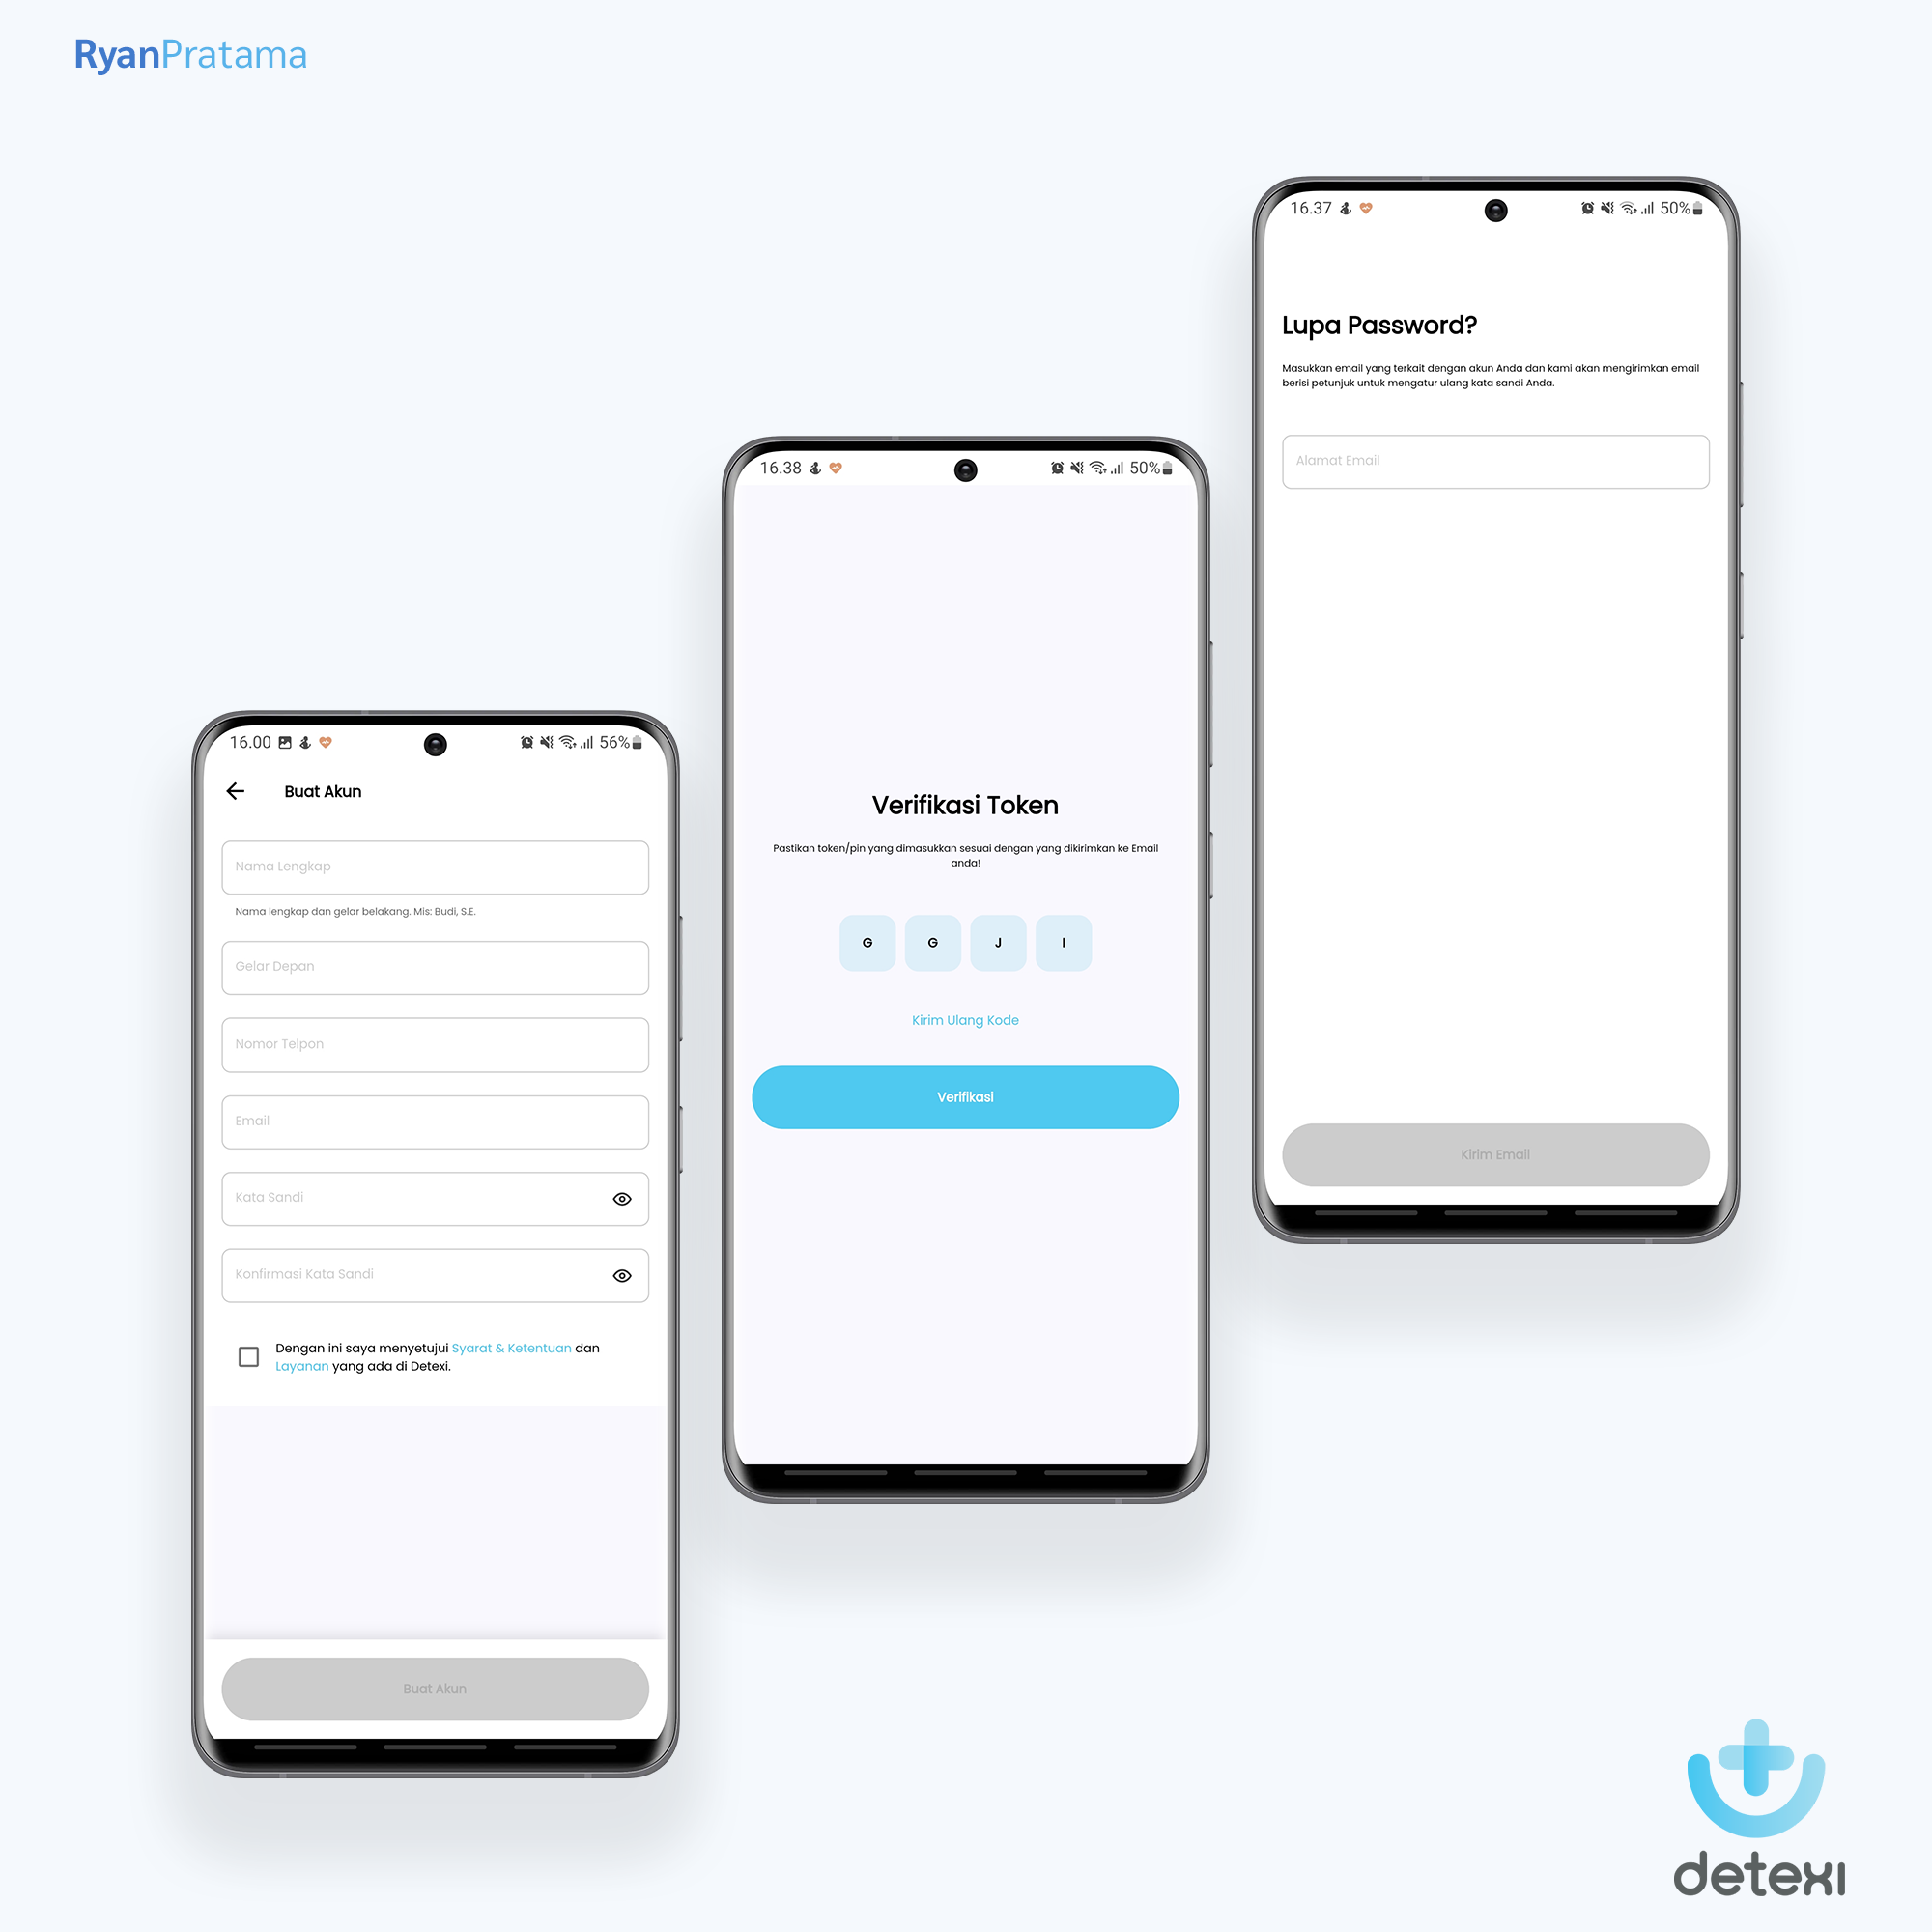 RyanPratama
16.00
56%
Buat Akun
Nama Lengkap
Nama lengkap dan gelar belakang. Mis: Budi, S.E.
Gelar Depan
Nomor Telpon
Email
Kata Sandi
Konfirmasi Kata Sandi
Dengan ini saya menyetujui Syarat & Ketentuan dan
Layanan yang ada di Detexi.
Buat Akun
16.38
50%
Verifikasi Token
Pastikan token/pin yang dimasukkan sesuai dengan yang dikirimkan ke Email
anda!
G G J I
Kirim Ulang Kode
Verifikasi
16.37
50%
Lupa Password?
Masukkan email yang terkait dengan akun Anda dan kami akan mengirimkan email
berisi petunjuk untuk mengatur ulang kata sandi Anda.
Alamat Email
Kirim Email
detexi